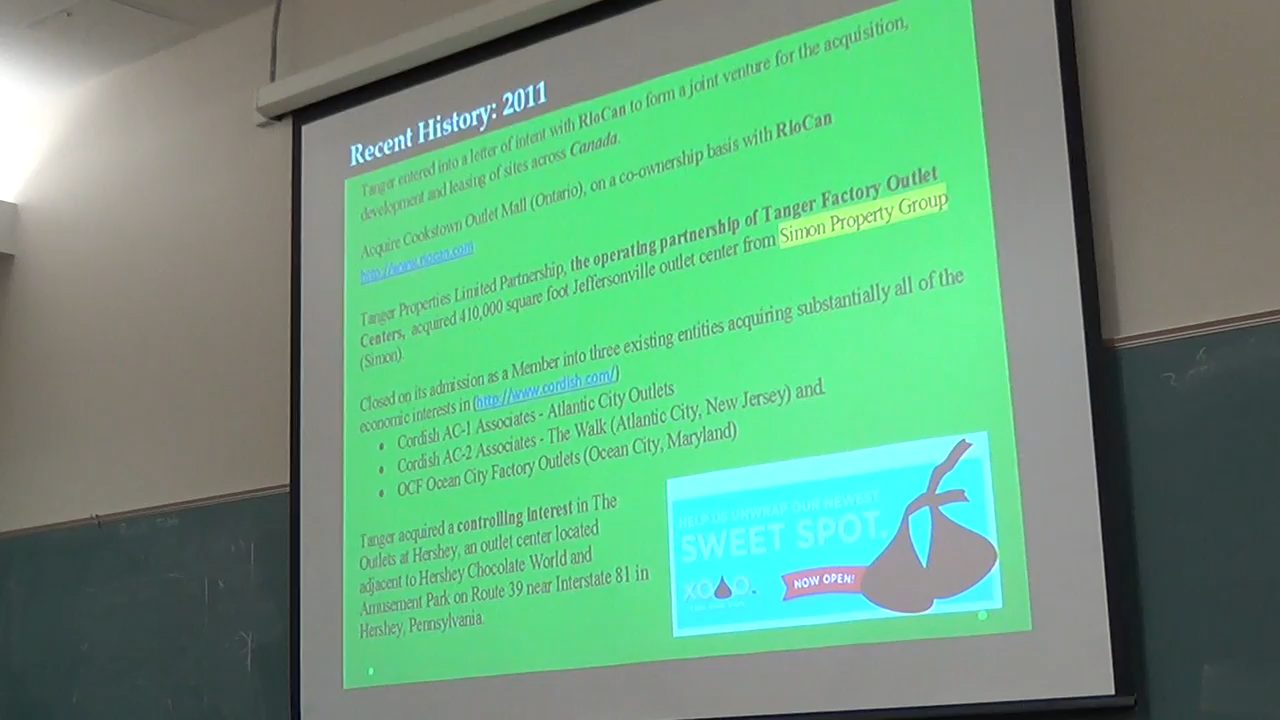 Recent History: 2011
Tanger entered into a letter of intent with RioCan to form a joint venture for the acquisition,
development and leasing of sites across Canada.
Acquire Cookstown Outlet Mall (Ontario), on a co-ownership basis with RioCan
http://www.riocan.com
Tanger Properties Limited Partnership, the operating partnership of Tanger Factory Outlet
Centers, acquired 410,000 square foot Jeffersonville outlet center from Simon Property Group
(Simon).
Closed on its admission as a Member into three existing entities acquiring substantially all of the
economic interests in (http://www.cordish.com/)
• Cordish AC-1 Associates - Atlantic City Outlets
• Cordish AC-2 Associates - The Walk (Atlantic City, New Jersey) and
• OCF Ocean City Factory Outlets (Ocean City, Maryland)
Tanger acquired a controlling interest in The
Outlets at Hershey, an outlet center located
adjacent to Hershey Chocolate World and
Amusement Park on Route 39 near Interstate 81 in
Hershey, Pennsylvania.
HELP US UNWRAP OUR NEWEST
SWEET SPOT.
NOW OPEN!